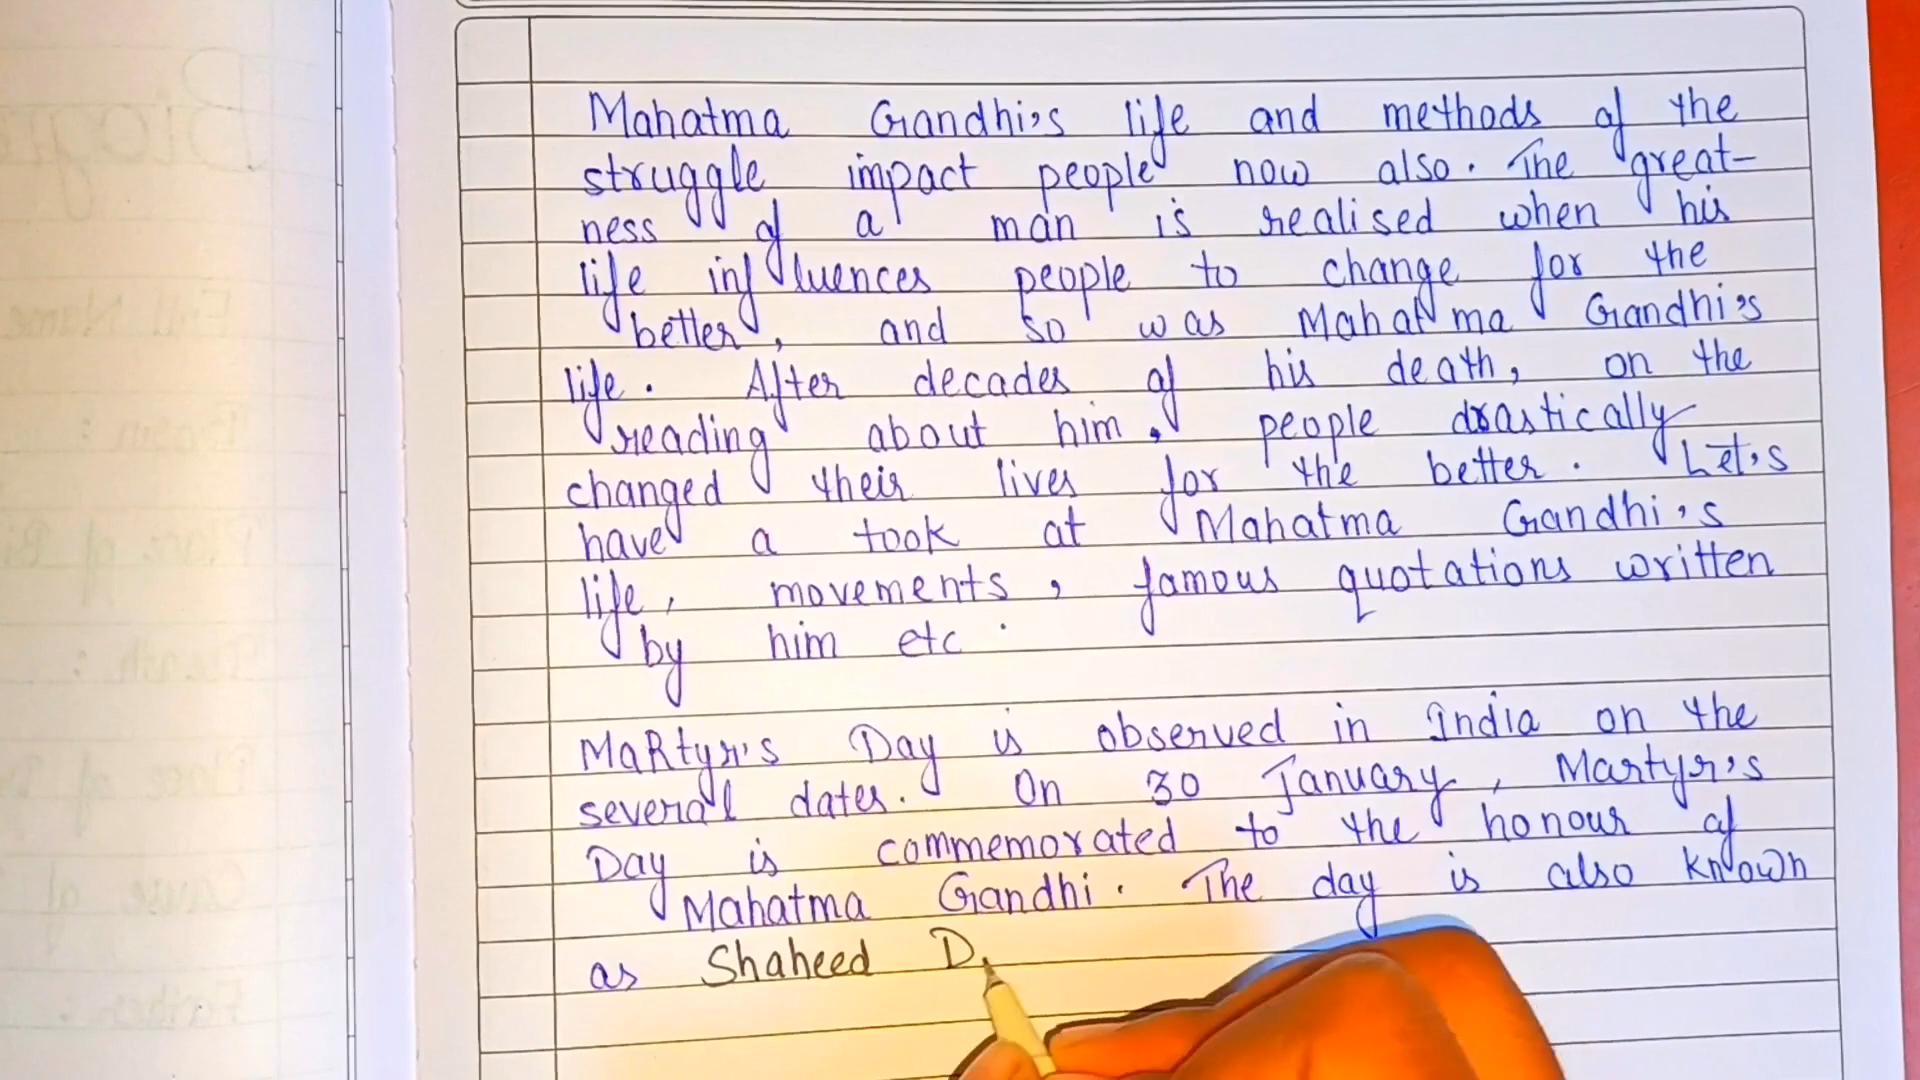 Mahatma Gandhi's life and methods of the
struggle impact people now also. The great-
ness of a man is realised when his
life influences people to change for the
better, and so was Mahatma Gandhi's
life. After decades of his death, on the
reading about him, people drastically
changed their lives for the better. Let's
have a took at Mahatma Gandhi's
life, movements, famous quotations written
by him etc.
MaRtyr's Day is observed in India on the
several dates. On 30 January, Martyr's
Day is commemorated to the honour of
Mahatma Gandhi. The day is also known
as Shaheed D